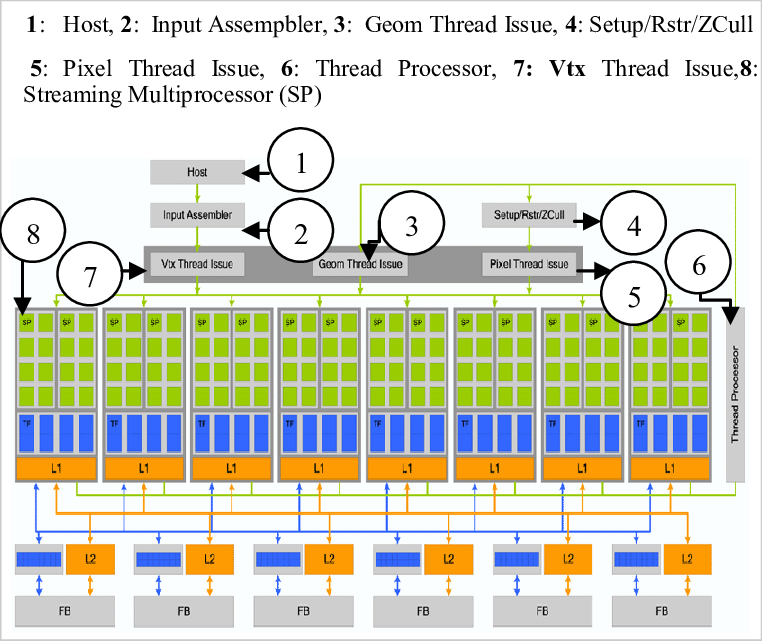 1: Host, 2: Input Assempbler, 3: Geom Thread Issue, 4: Setup/Rstr/ZCull
5: Pixel Thread Issue, 6: Thread Processor, 7: Vtx Thread Issue,8:
Streaming Multiprocessor (SP)
Host
1
Input Assembler
2
3
Setup/Rstr/ZCull
4
8
7
Vtx Thread Issue
Geom Thread Issue
Pixel Thread Issue
5
6
SP SP SP SP SP SP SP SP SP SP SP SP SP SP SP SP
Thread Processor
TF TF TF TF TF TF TF TF
L1 L1 L1 L1 L1 L1 L1 L1
L2 L2 L2 L2 L2 L2
FB FB FB FB FB FB